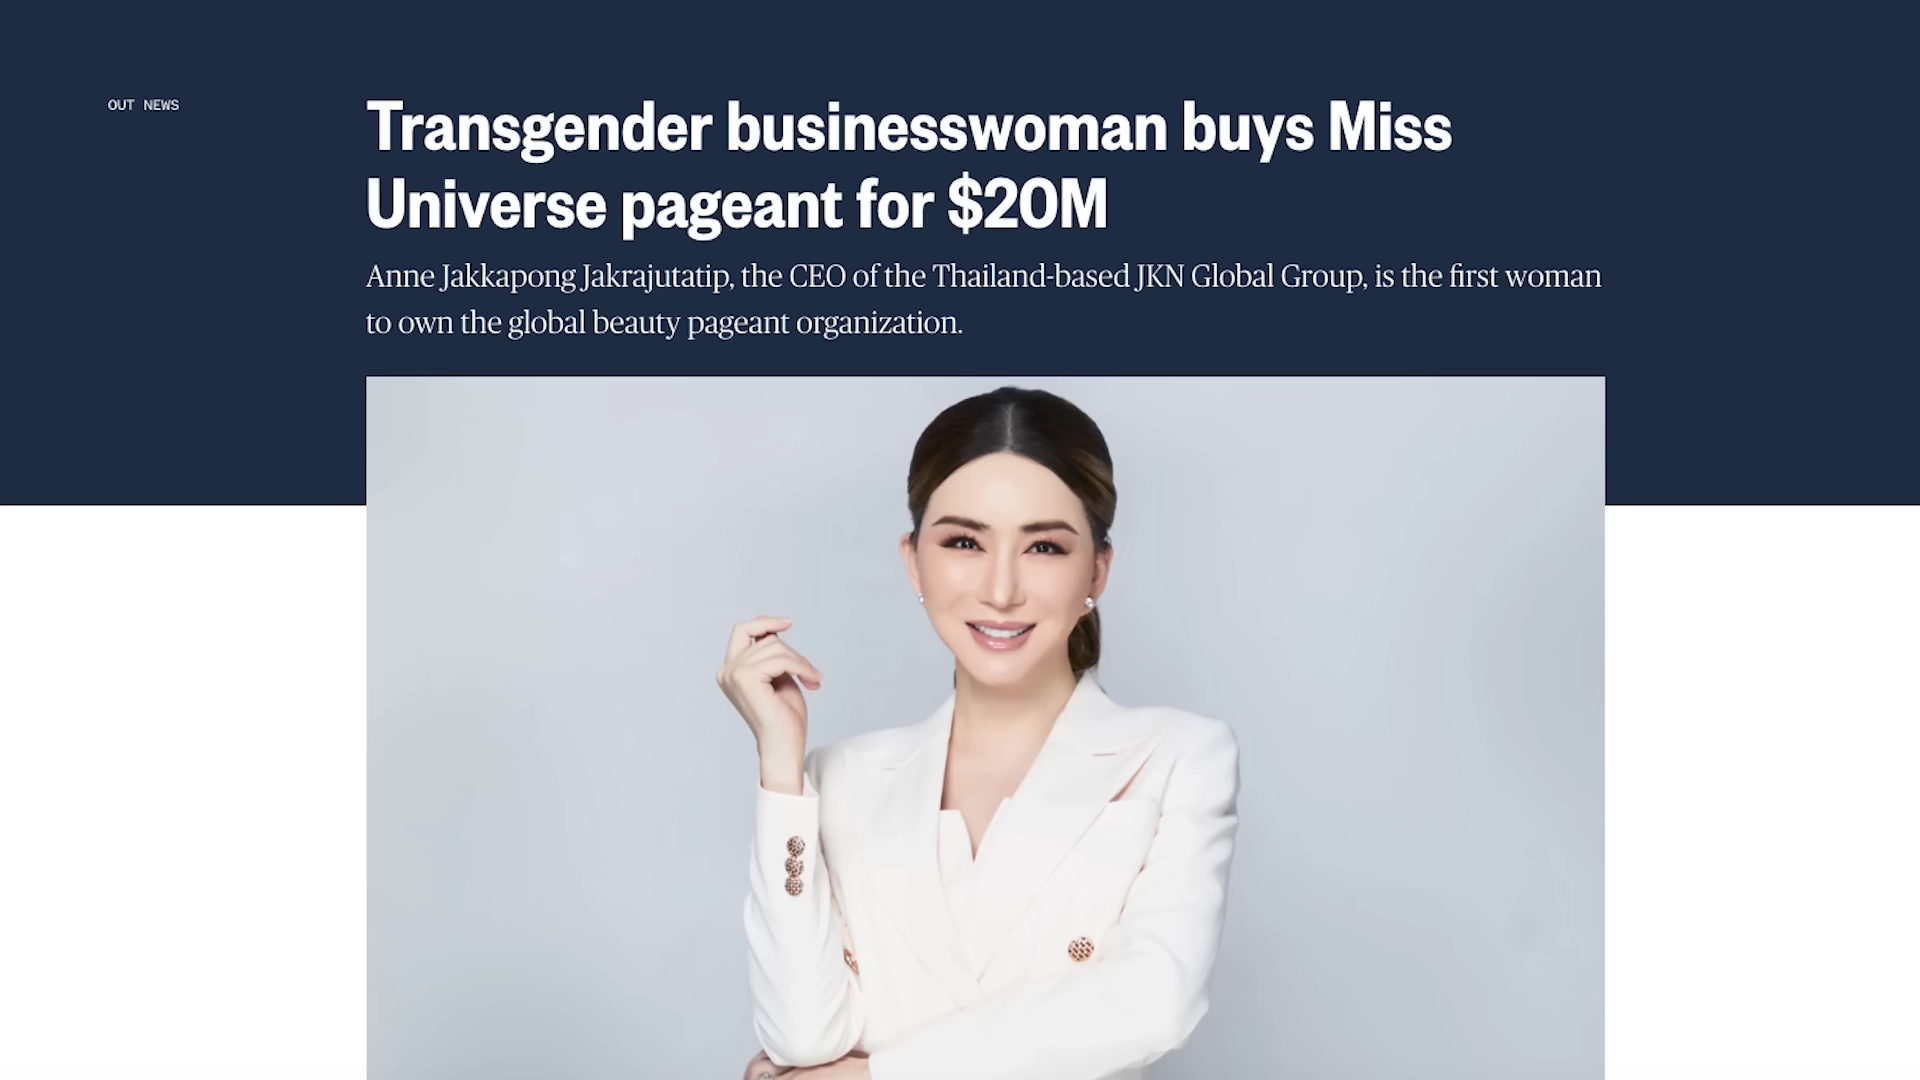 OUT NEWS
Transgender businesswoman buys Miss
Universe pageant for $20M
Anne Jakkapong Jakrajutatip, the CEO of the Thailand-based JKN Global Group, is the first woman
to own the global beauty pageant organization.